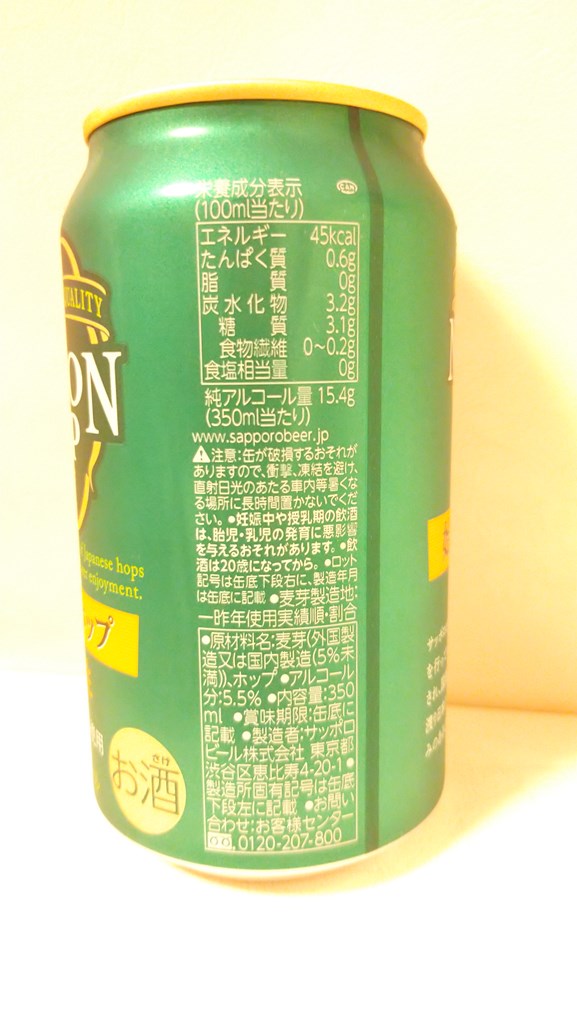 QUALITY
ON
Japanese hops
enjoyment.
ップ
使用
お酒
さけ
栄養成分表示
(100ml当たり)
CAN
エネルギー 45kcal
たんぱく質 0.6g
脂質 0g
炭水化物 3.2g
糖質 3.1g
食物繊維 0~0.2g
食塩相当量 0g
純アルコール量 15.4g
(350ml当たり)
www.sapporobeer.jp
⚠注意:缶が破損するおそれが
ありますので、衝撃、凍結を避け、
直射日光のあたる車内等暑くな
る場所に長時間置かないでくだ
さい。●妊娠中や授乳期の飲酒
は、胎児・乳児の発育に悪影響
を与えるおそれがあります。●飲
酒は20歳になってから。●ロット
記号は缶底下段右に、製造年月
は缶底に記載 ●麦芽製造地:
一昨年使用実績順・割合
●原材料名:麦芽(外国製
造又は国内製造(5%未
満))、ホップ ●アルコール
分:5.5% ●内容量:350
ml ●賞味期限:缶底に
記載 ●製造者:サッポロ
ビール株式会社 東京都
渋谷区恵比寿4-20-1 ●
製造所固有記号は缶底
下段左に記載 ●お問い
合わせ:お客様センター
0120-207-800